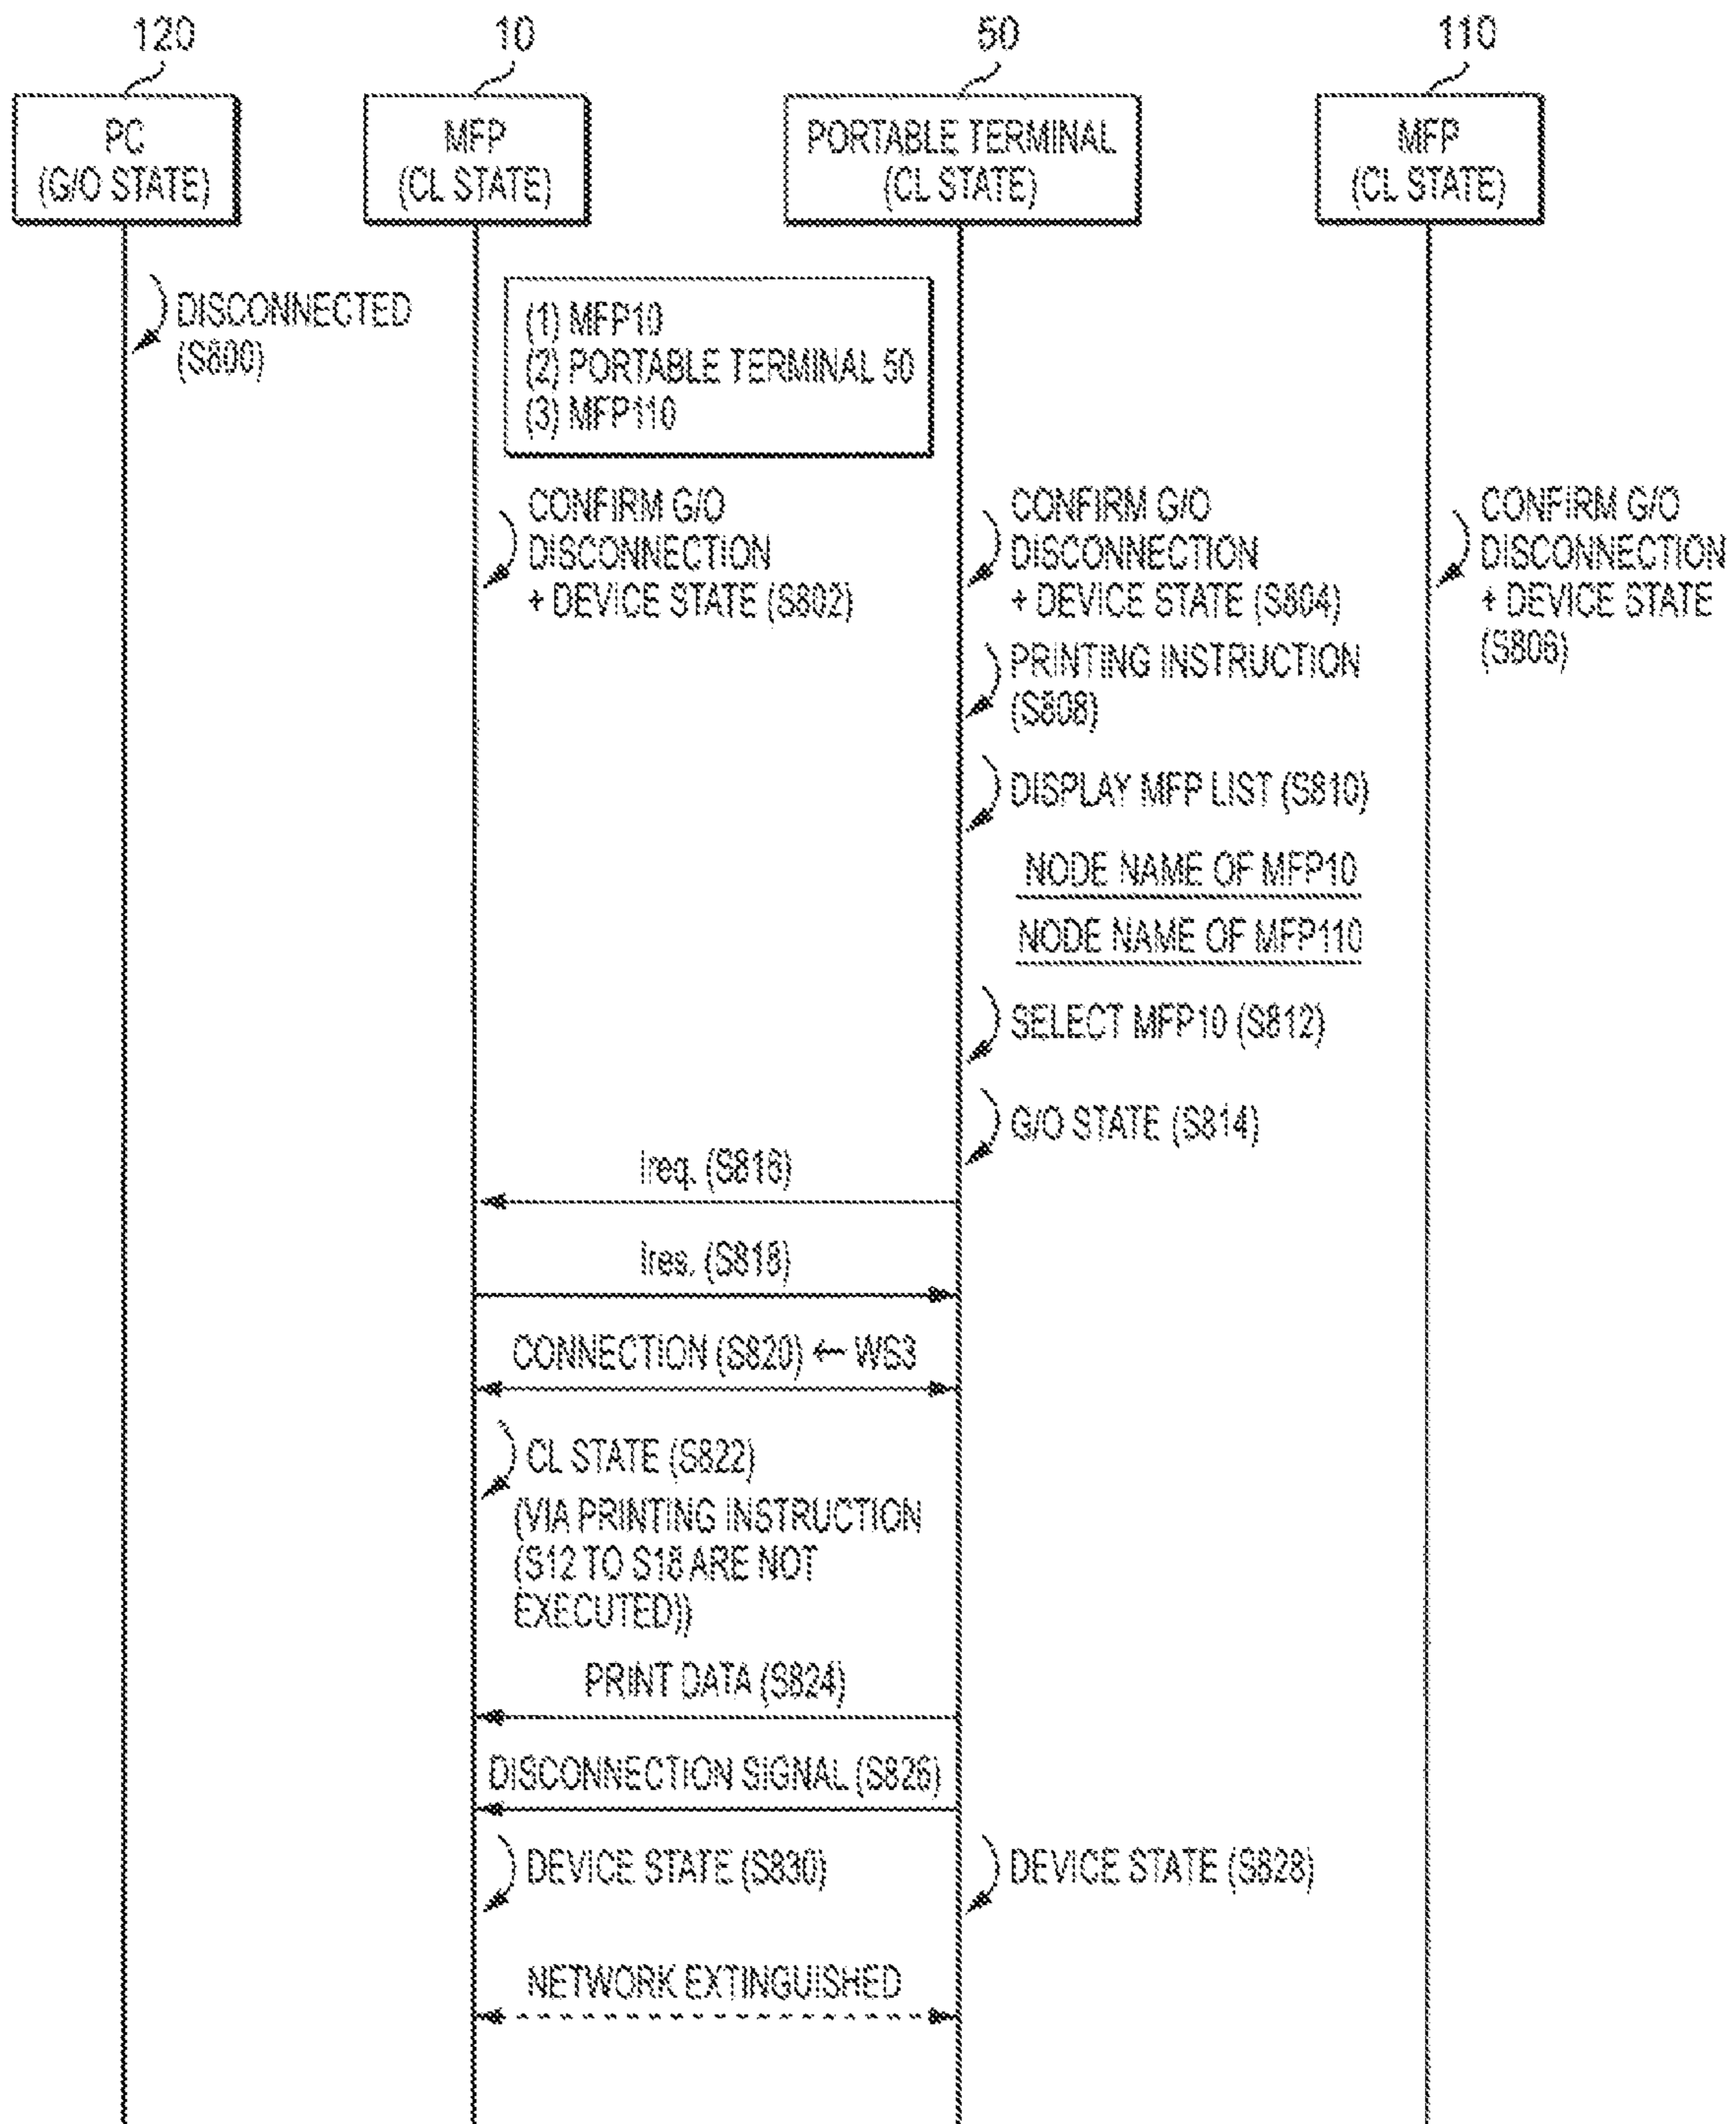 120
10
50
110
PC
(G/O STATE)
MFP
(CL STATE)
PORTABLE TERMINAL
(CL STATE)
MFP
(CL STATE)
DISCONNECTED
(S800)
(1) MFP10
(2) PORTABLE TERMINAL 50
(3) MFP110
CONFIRM G/O
DISCONNECTION
+ DEVICE STATE (S802)
CONFIRM G/O
DISCONNECTION
+ DEVICE STATE (S804)
CONFIRM G/O
DISCONNECTION
+ DEVICE STATE
(S806)
PRINTING INSTRUCTION
(S808)
DISPLAY MFP LIST (S810)
NODE NAME OF MFP10
NODE NAME OF MFP110
SELECT MFP10 (S812)
G/O STATE (S814)
Ireq. (S816)
Ires. (S818)
CONNECTION (S820) ← WS3
CL STATE (S822)
(VIA PRINTING INSTRUCTION
(S12 TO S18 ARE NOT
EXECUTED))
PRINT DATA (S824)
DISCONNECTION SIGNAL (S826)
DEVICE STATE (S830)
DEVICE STATE (S828)
NETWORK EXTINGUISHED